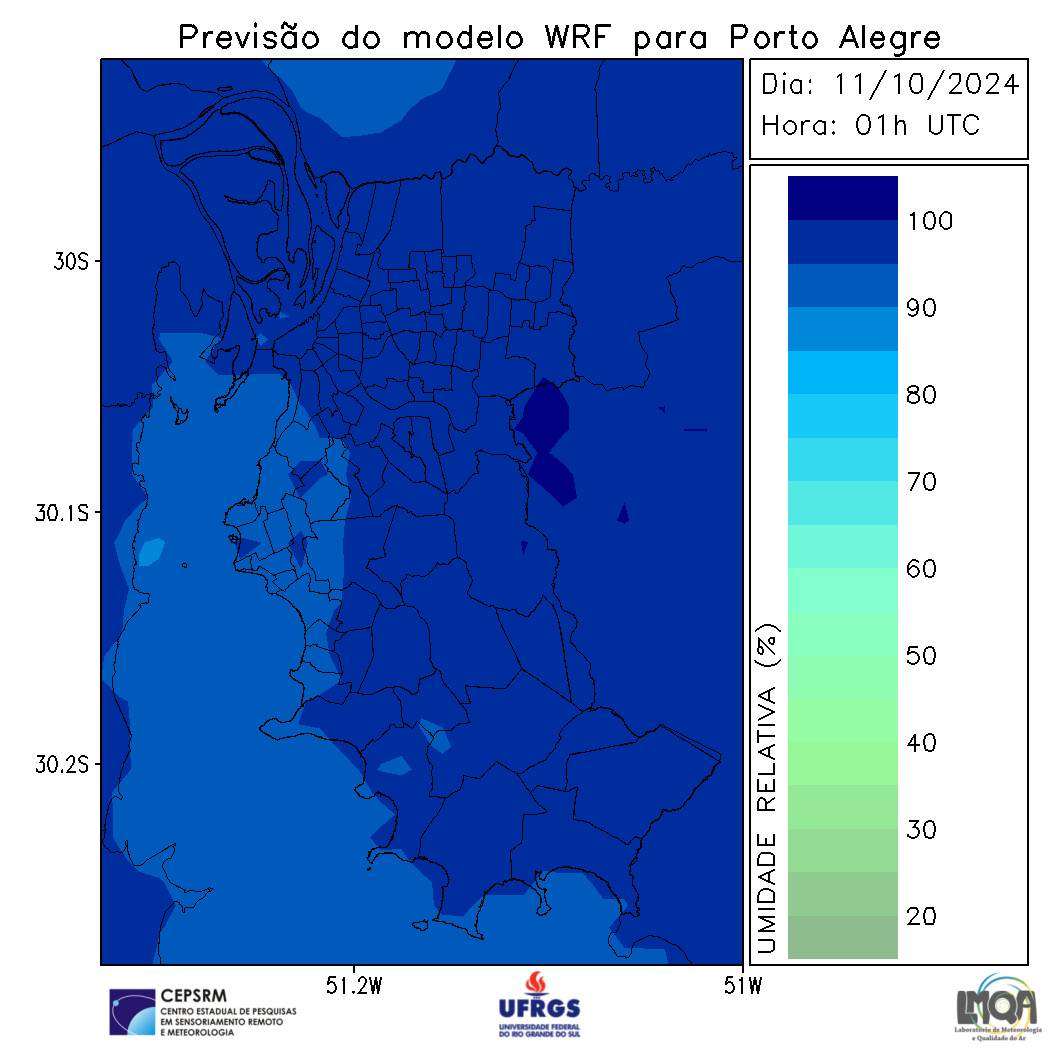 Previsão do modelo WRF para Porto Alegre
Dia: 11/10/2024
Hora: 01h UTC
30S
30.1S
30.2S
51.2W
51W
100
90
80
70
60
50
40
30
20
UMIDADE RELATIVA (%)
CEPSRM
CENTRO ESTADUAL DE PESQUISAS
EM SENSORIAMENTO REMOTO
E METEOROLOGIA
UFRGS
UNIVERSIDADE FEDERAL
DO RIO GRANDE DO SUL
LMQA
Laboratório de Meteorologia
e Qualidade do Ar